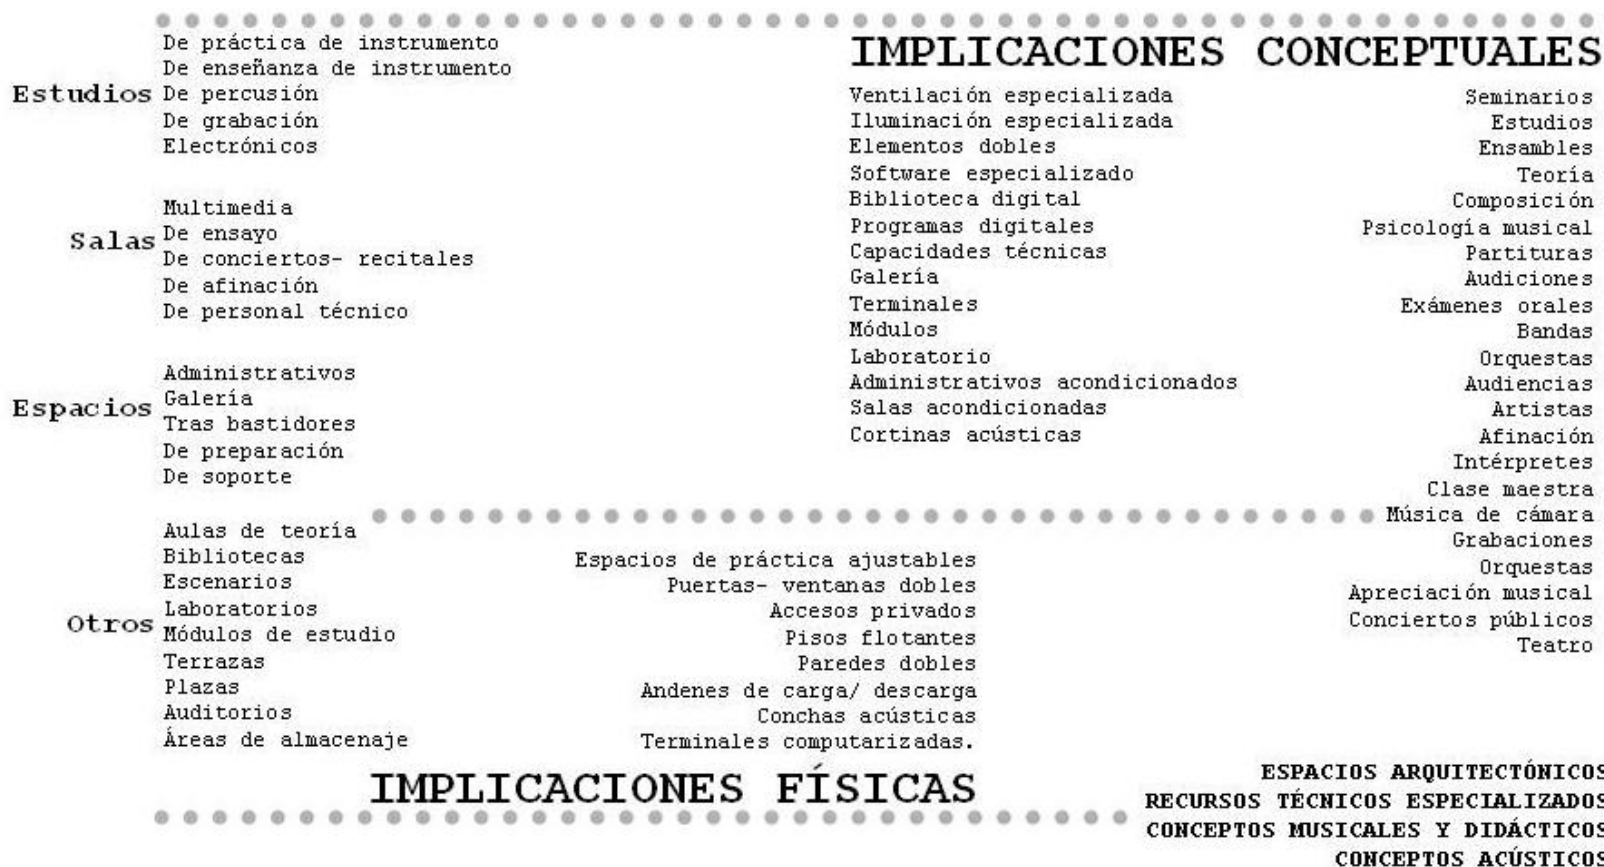 Estudios
De práctica de instrumento
De enseñanza de instrumento
De percusión
De grabación
Electrónicos
Salas
Multimedia
De ensayo
De conciertos- recitales
De afinación
De personal técnico
Espacios
Administrativos
Galería
Tras bastidores
De preparación
De soporte
Otros
Aulas de teoría
Bibliotecas
Escenarios
Laboratorios
Módulos de estudio
Terrazas
Plazas
Auditorios
Áreas de almacenaje
Espacios de práctica ajustables
Puertas- ventanas dobles
Accesos privados
Pisos flotantes
Paredes dobles
Andenes de carga/ descarga
Conchas acústicas
Terminales computarizadas.
IMPLICACIONES FÍSICAS
IMPLICACIONES CONCEPTUALES
Ventilación especializada
Iluminación especializada
Elementos dobles
Software especializado
Biblioteca digital
Programas digitales
Capacidades técnicas
Galería
Terminales
Módulos
Laboratorio
Administrativos acondicionados
Salas acondicionadas
Cortinas acústicas
Seminarios
Estudios
Ensambles
Teoría
Composición
Psicología musical
Partituras
Audiciones
Exámenes orales
Bandas
Orquestas
Audiencias
Artistas
Afinación
Intérpretes
Clase maestra
Música de cámara
Grabaciones
Orquestas
Apreciación musical
Conciertos públicos
Teatro
ESPACIOS ARQUITECTÓNICOS
RECURSOS TÉCNICOS ESPECIALIZADOS
CONCEPTOS MUSICALES Y DIDÁCTICOS
CONCEPTOS ACÚSTICOS